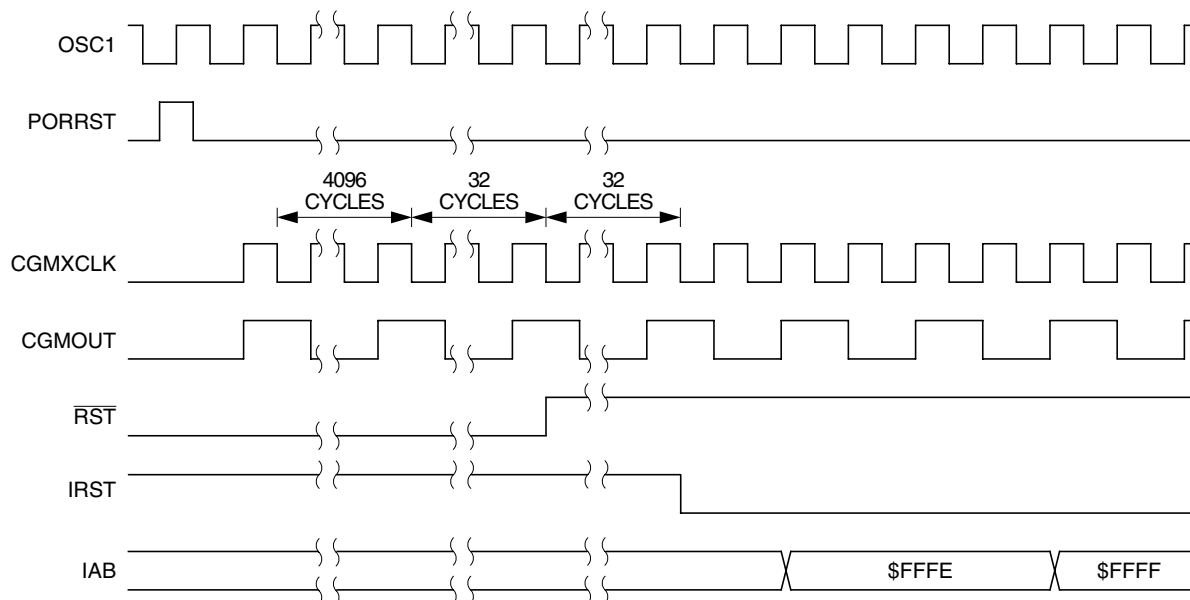 OSC1
PORRST
4096
CYCLES
32
CYCLES
32
CYCLES
CGMXCLK
CGMOUT
RST
IRST
IAB
$FFFE
$FFFF